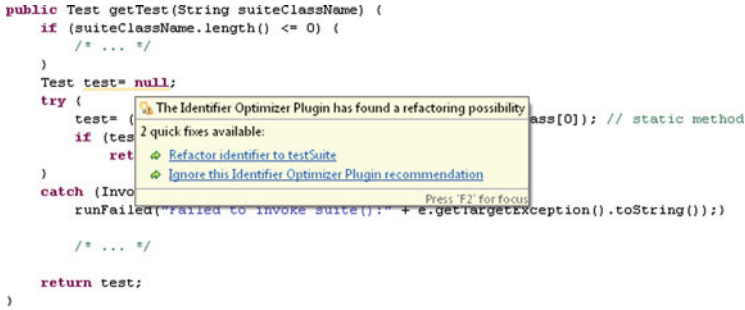 public Test getTest(String suiteClassName) {
if (suiteClassName.length() <= 0) {
/* ... */
}
Test test= null;
try {
The Identifier Optimizer Plugin has found a refactoring possibility
test= ( ass[0]); // static method
2 quick fixes available:
if (tes
Refactor identifier to testSuite
ret
Ignore this Identifier Optimizer Plugin recommendation
}
Press 'F2' for focus
catch (Invo
runFailed("Failed to invoke suite():" + e.getTargetException().toString());}
/* ... */
return test;
}